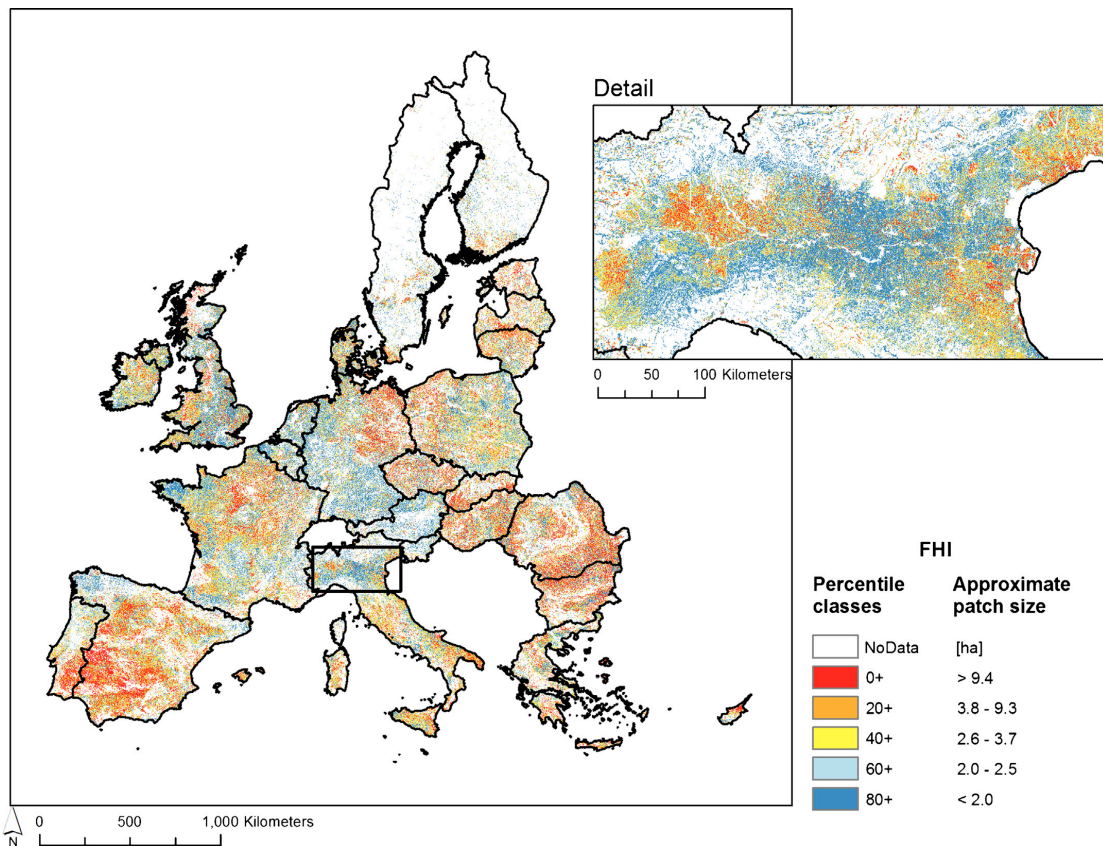 Detail
0 50 100 Kilometers
FHI
Percentile Approximate
classes patch size
NoData [ha]
0+ > 9.4
20+ 3.8 - 9.3
40+ 2.6 - 3.7
60+ 2.0 - 2.5
80+ < 2.0
N
0 500 1,000 Kilometers